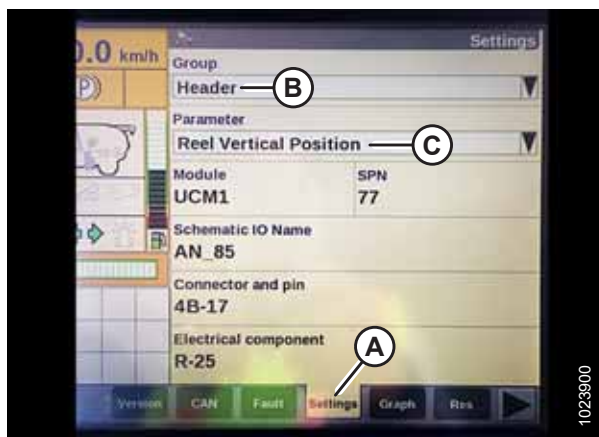 0.0 km/h
Settings
(P)
Group
Header
B
Parameter
Reel Vertical Position
C
Module
SPN
UCM1
77
Schematic IO Name
AN_85
Connector and pin
4B-17
Electrical component
R-25
A
Version
CAN
Fault
Settings
Graph
Res
1023900